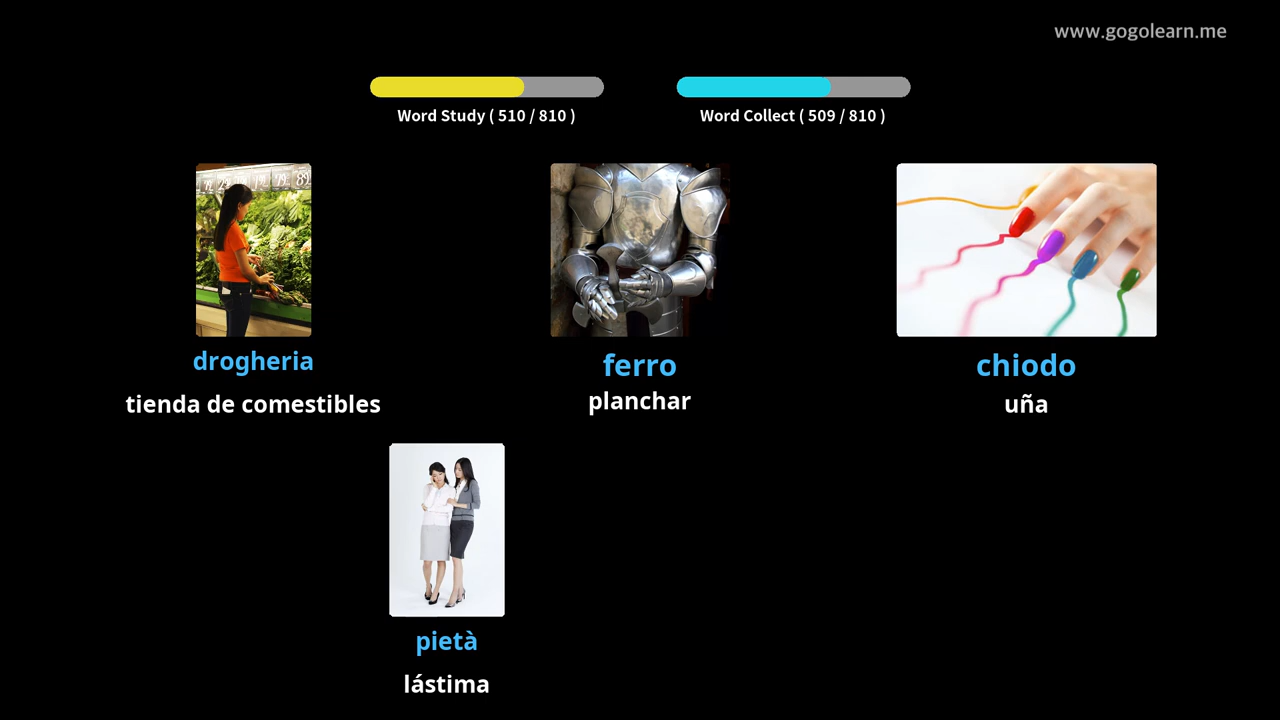 www.gogolearn.me
Word Study ( 510 / 810 )
Word Collect ( 509 / 810 )
drogheria
tienda de comestibles
ferro
planchar
chiodo
uña
pietà
lástima